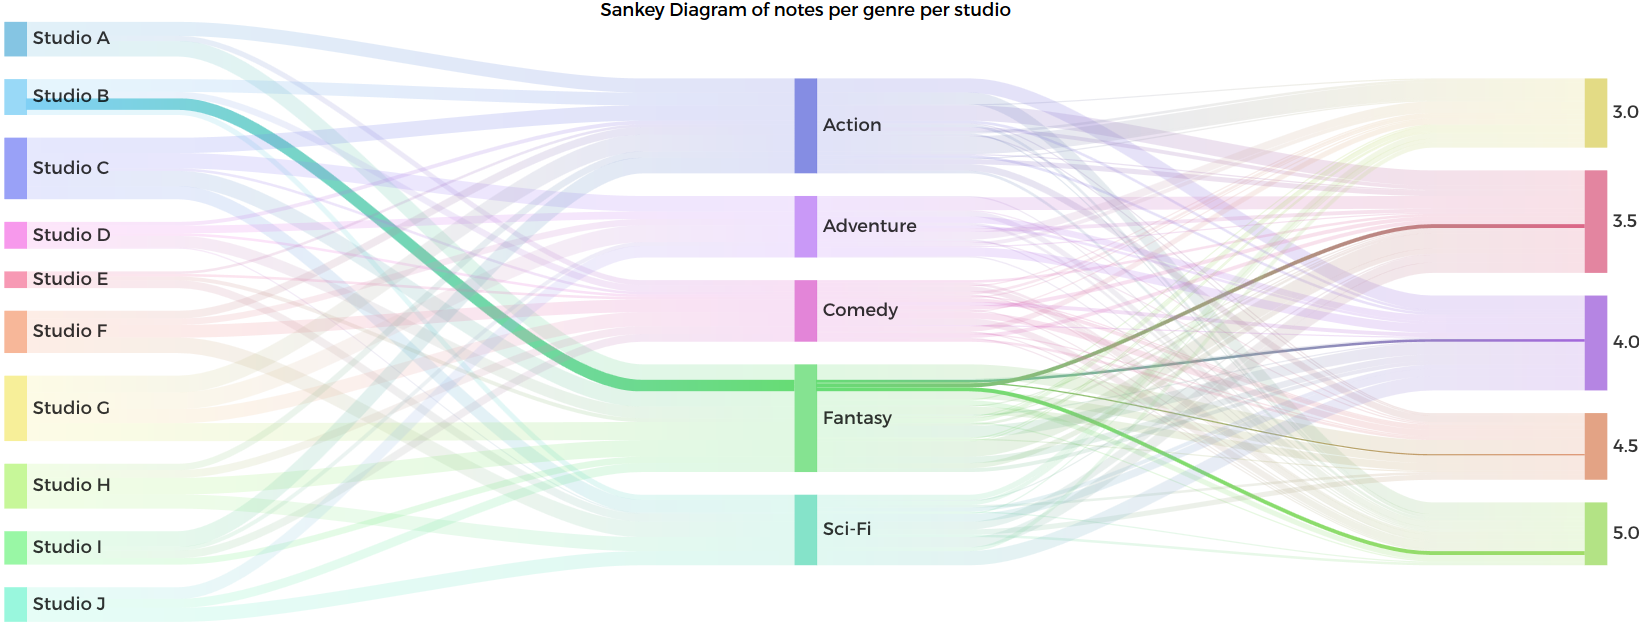 Sankey Diagram of notes per genre per studio
Studio A
Studio B
Studio C
Studio D
Studio E
Studio F
Studio G
Studio H
Studio I
Studio J
Action
Adventure
Comedy
Fantasy
Sci-Fi
3.0
3.5
4.0
4.5
5.0